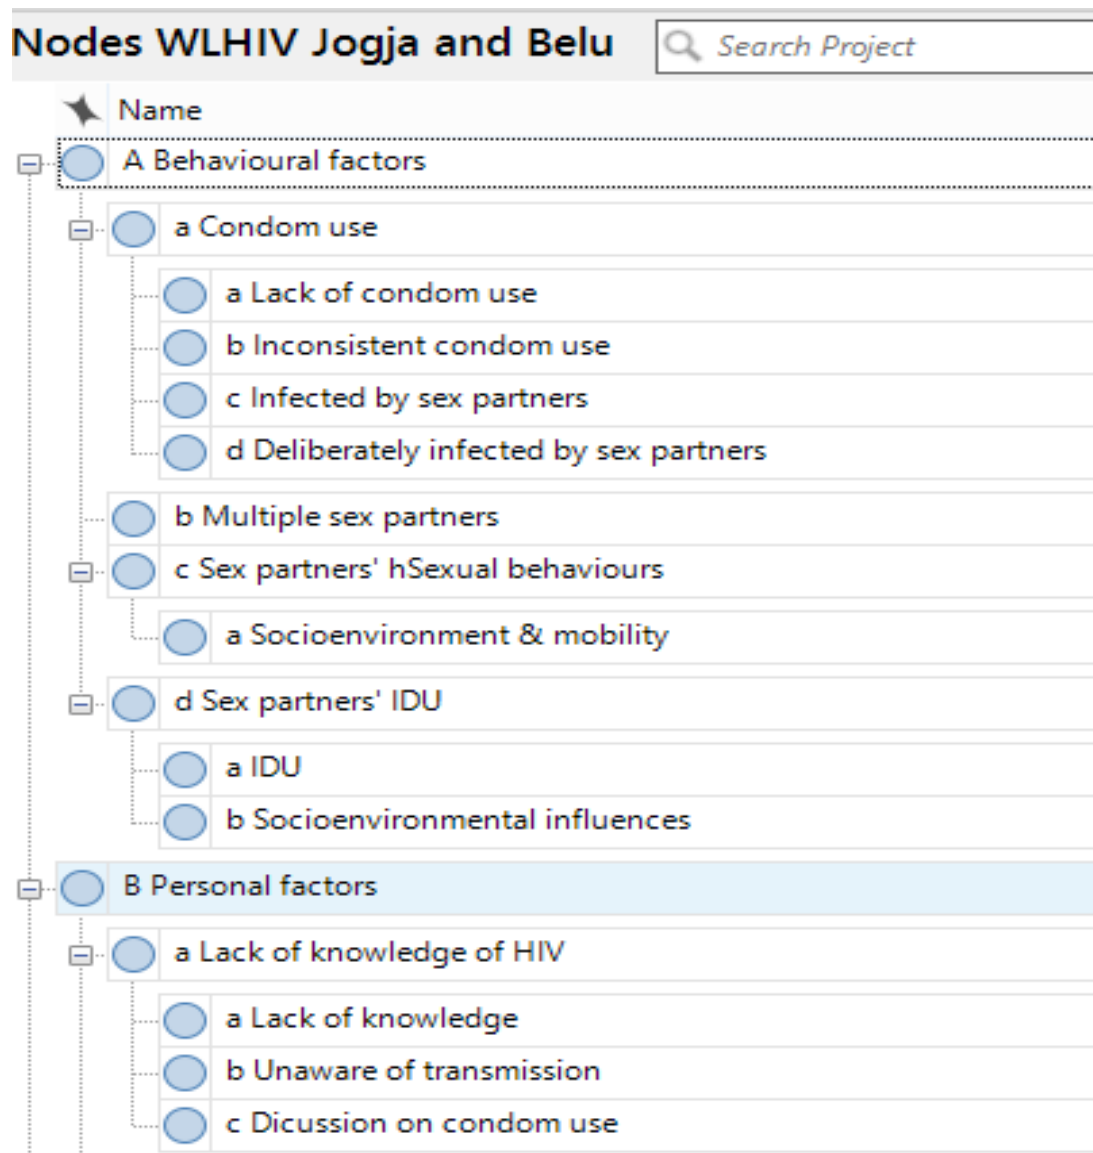 Nodes WLHIV Jogja and Belu
Search Project
Name
A Behavioural factors
a Condom use
a Lack of condom use
b Inconsistent condom use
c Infected by sex partners
d Deliberately infected by sex partners
b Multiple sex partners
c Sex partners' hSexual behaviours
a Socioenvironment & mobility
d Sex partners' IDU
a IDU
b Socioenvironmental influences
B Personal factors
a Lack of knowledge of HIV
a Lack of knowledge
b Unaware of transmission
c Dicussion on condom use